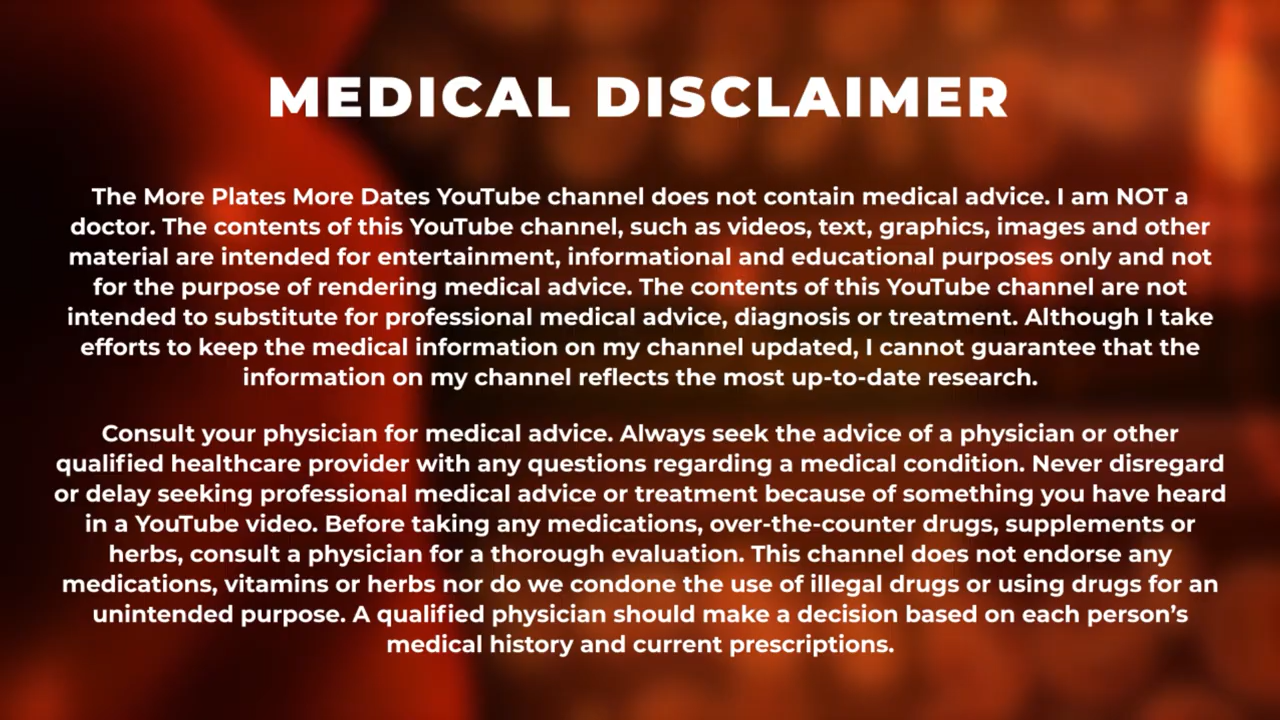 MEDICAL DISCLAIMER
The More Plates More Dates YouTube channel does not contain medical advice. I am NOT a
doctor. The contents of this YouTube channel, such as videos, text, graphics, images and other
material are intended for entertainment, informational and educational purposes only and not
for the purpose of rendering medical advice. The contents of this YouTube channel are not
intended to substitute for professional medical advice, diagnosis or treatment. Although I take
efforts to keep the medical information on my channel updated, I cannot guarantee that the
information on my channel reflects the most up-to-date research.
Consult your physician for medical advice. Always seek the advice of a physician or other
qualified healthcare provider with any questions regarding a medical condition. Never disregard
or delay seeking professional medical advice or treatment because of something you have heard
in a YouTube video. Before taking any medications, over-the-counter drugs, supplements or
herbs, consult a physician for a thorough evaluation. This channel does not endorse any
medications, vitamins or herbs nor do we condone the use of illegal drugs or using drugs for an
unintended purpose. A qualified physician should make a decision based on each person’s
medical history and current prescriptions.